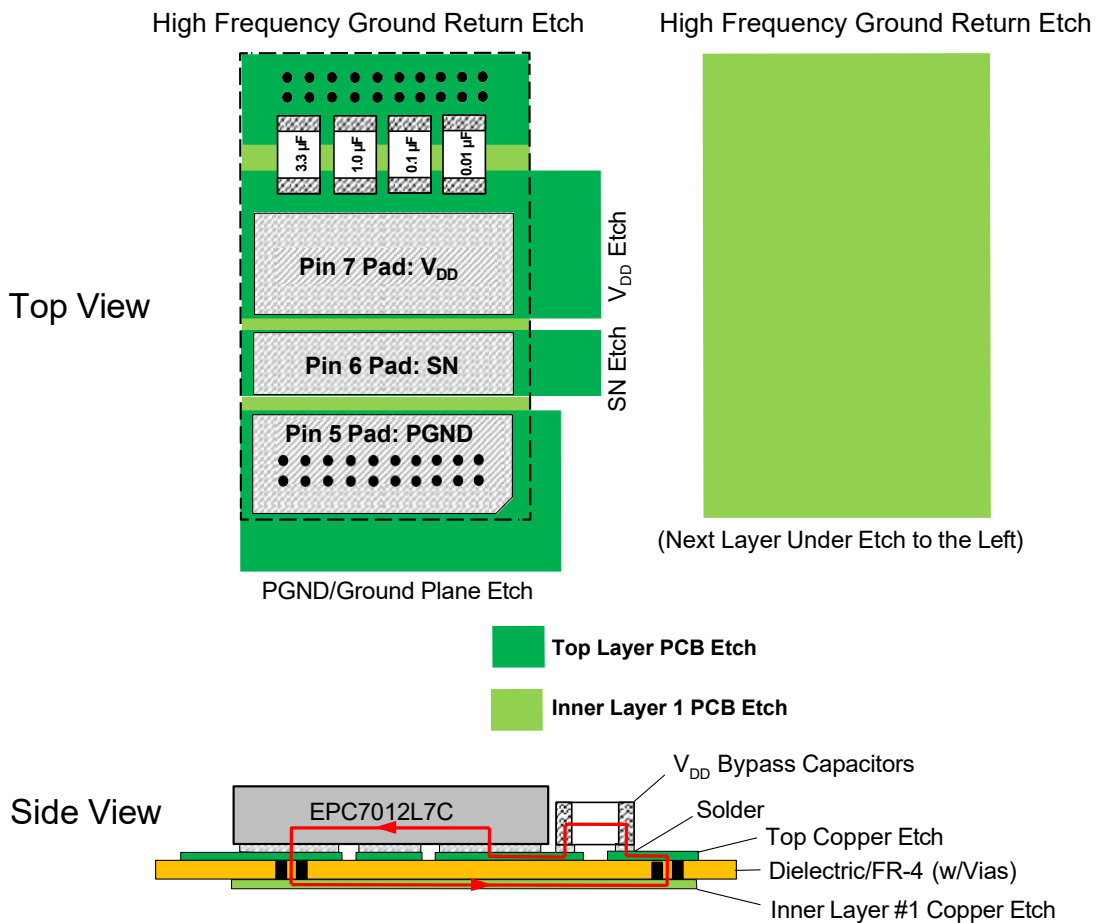 High Frequency Ground Return Etch
High Frequency Ground Return Etch
3.3 µF
1.0 µF
0.1 µF
0.01 µF
Pin 7 Pad: VDD
VDD Etch
Top View
Pin 6 Pad: SN
SN Etch
Pin 5 Pad: PGND
(Next Layer Under Etch to the Left)
PGND/Ground Plane Etch
Top Layer PCB Etch
Inner Layer 1 PCB Etch
VDD Bypass Capacitors
Side View
EPC7012L7C
Solder
Top Copper Etch
Dielectric/FR-4 (w/Vias)
Inner Layer #1 Copper Etch